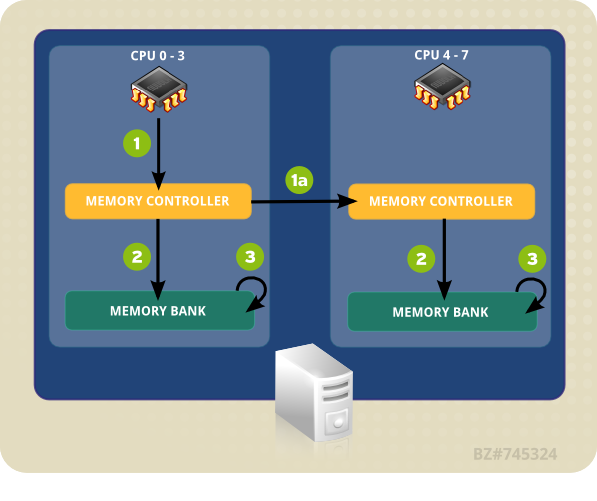 CPU 0 - 3
CPU 4 - 7
1
1a
MEMORY CONTROLLER
MEMORY CONTROLLER
2
3
2
3
MEMORY BANK
MEMORY BANK
BZ#745324